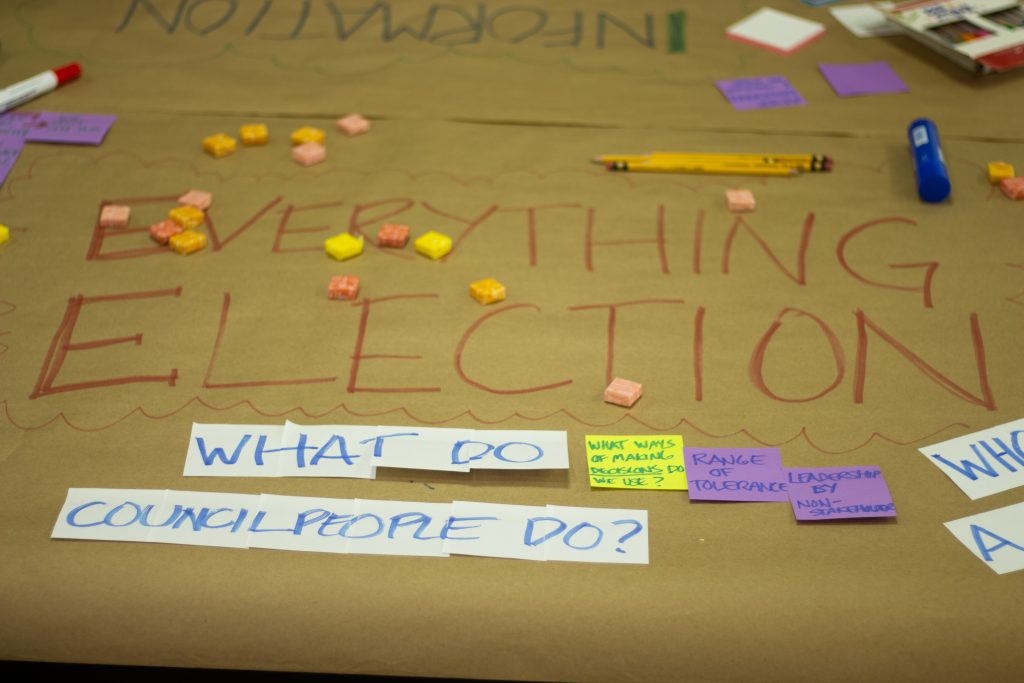 INFORMATION
EVERYTHING
ELECTION
WHAT DO
COUNCILPEOPLE DO?
WHAT WAYS
OF MAKING
DECISIONS DO
WE USE?
RANGE
OF
TOLERANCE
LEADERSHIP
BY
NON-
STAKEHOLDER
WHO
A